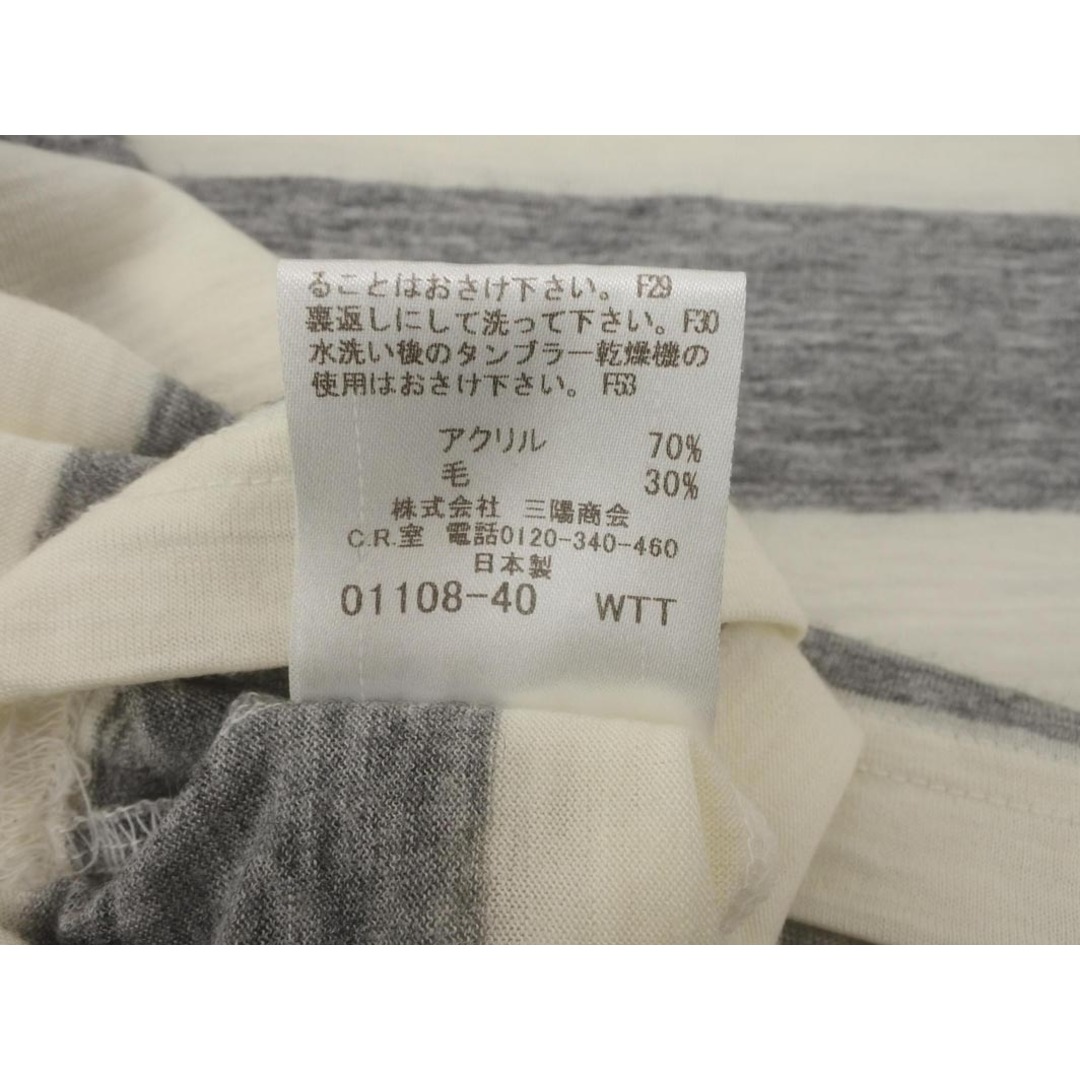 ることはおさけ下さい。 F29
裏返しにして洗って下さい。F30
水洗い後のタンブラー乾燥機の
使用はおさけ下さい。 F53
アクリル 70%
毛 30%
株式会社 三陽商会
C.R.室 電話0120-340-460
日本製
01108-40 WTT